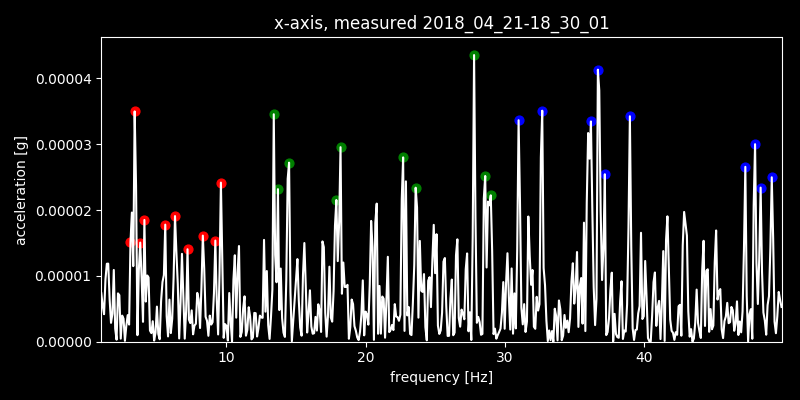 x-axis, measured 2018_04_21-18_30_01
0.00004
0.00003
0.00002
0.00001
0.00000
acceleration [g]
10 20 30 40
frequency [Hz]